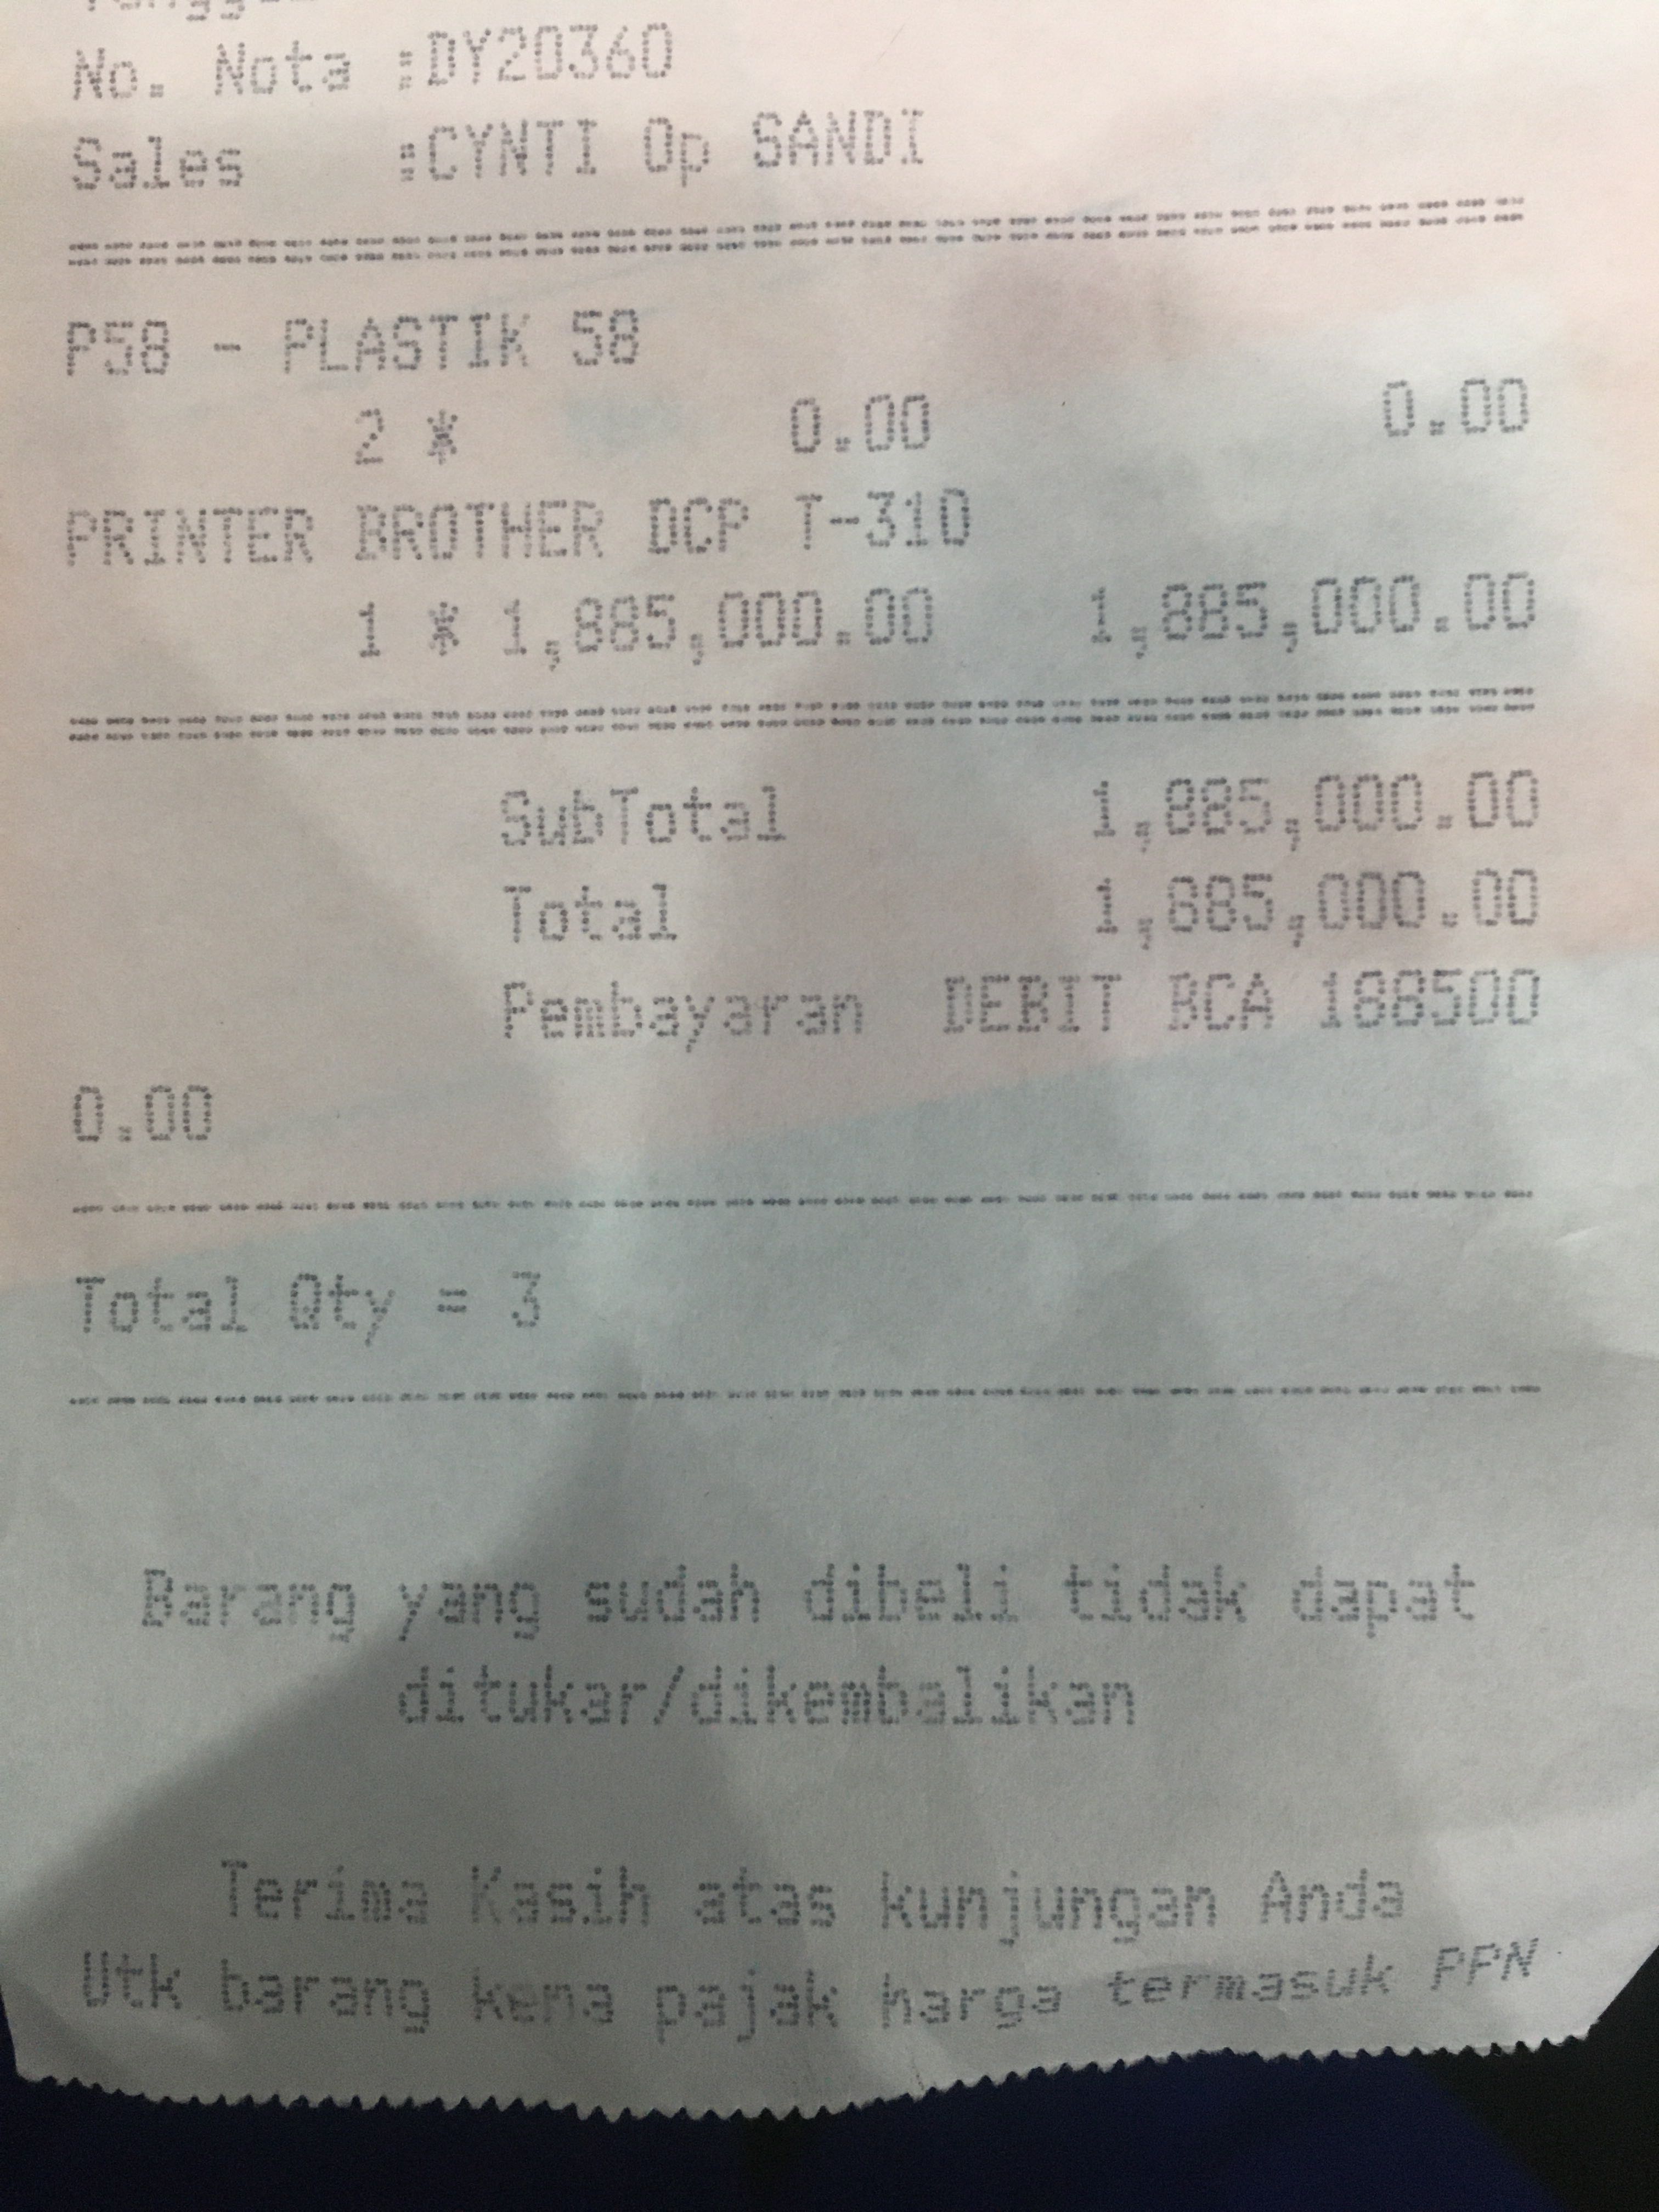 No. Nota :DY20360
Sales :CYNTI Op SANDI
================================
P58 - PLASTIK 58
2 * 0.00 0.00
PRINTER BROTHER DCP T-310
1 * 1,885,000.00 1,885,000.00
================================
SubTotal 1,885,000.00
Total 1,885,000.00
Pembayaran DEBIT BCA 188500
0.00
----------------------------------------
Total Qty = 3
----------------------------------------
Barang yang sudah dibeli tidak dapat
ditukar/dikembalikan
Terima Kasih atas kunjungan Anda
Utk barang kena pajak harga termasuk PPN